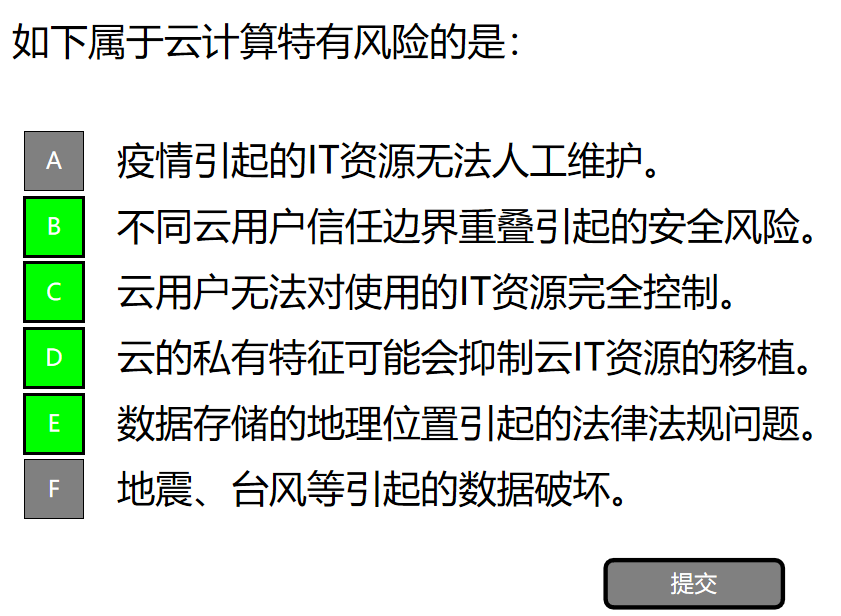 如下属于云计算特有风险的是：
A 疫情引起的IT资源无法人工维护。
B 不同云用户信任边界重叠引起的安全风险。
C 云用户无法对使用的IT资源完全控制。
D 云的私有特征可能会抑制云IT资源的移植。
E 数据存储的地理位置引起的法律法规问题。
F 地震、台风等引起的数据破坏。
提交